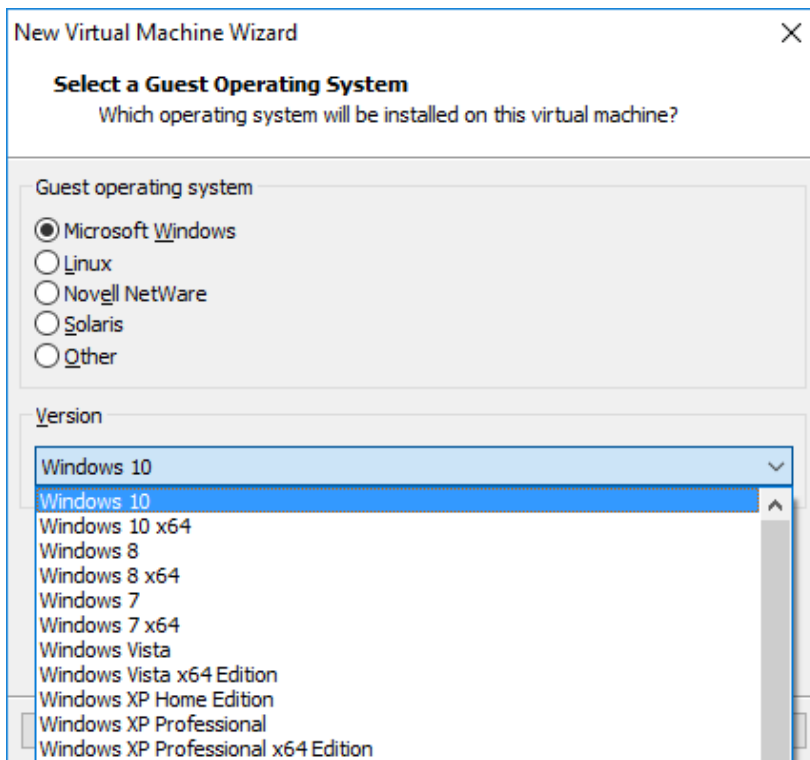 New Virtual Machine Wizard
Select a Guest Operating System
Which operating system will be installed on this virtual machine?
Guest operating system
Microsoft Windows
Linux
Novell NetWare
Solaris
Other
Version
Windows 10
Windows 10
Windows 10 x64
Windows 8
Windows 8 x64
Windows 7
Windows 7 x64
Windows Vista
Windows Vista x64 Edition
Windows XP Home Edition
Windows XP Professional
Windows XP Professional x64 Edition